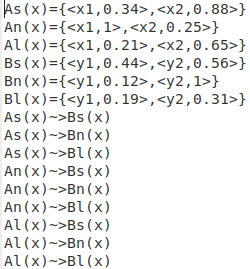 As(x)={<x1,0.34>,<x2,0.88>}
An(x)={<x1,1>,<x2,0.25>}
Al(x)={<x1,0.21>,<x2,0.65>}
Bs(x)={<y1,0.44>,<y2,0.56>}
Bn(x)={<y1,0.12>,<y2,1>}
Bl(x)={<y1,0.19>,<y2,0.31>}
As(x)~>Bs(x)
As(x)~>Bn(x)
As(x)~>Bl(x)
An(x)~>Bs(x)
An(x)~>Bn(x)
An(x)~>Bl(x)
Al(x)~>Bs(x)
Al(x)~>Bn(x)
Al(x)~>Bl(x)